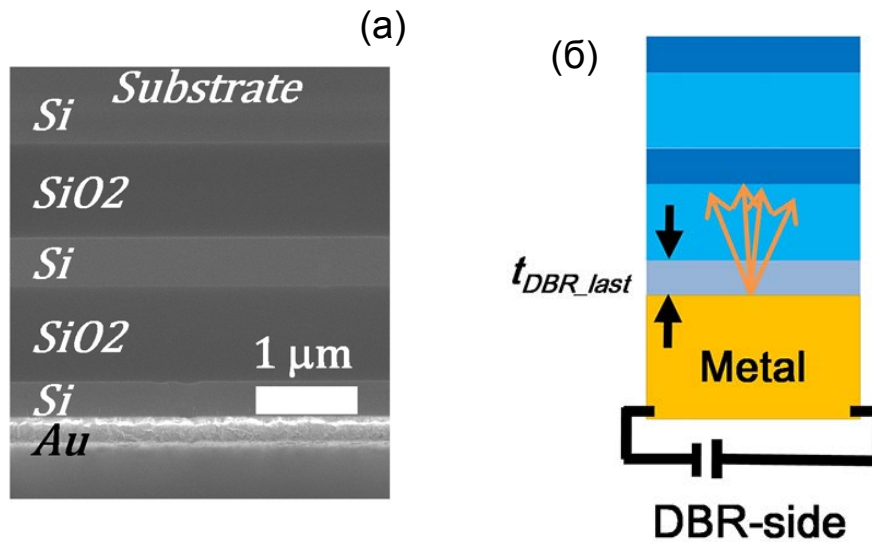 (а)
Substrate
Si
SiO2
Si
SiO2
1 µm
Si
Au
(б)
t_DBR_last
Metal
DBR-side